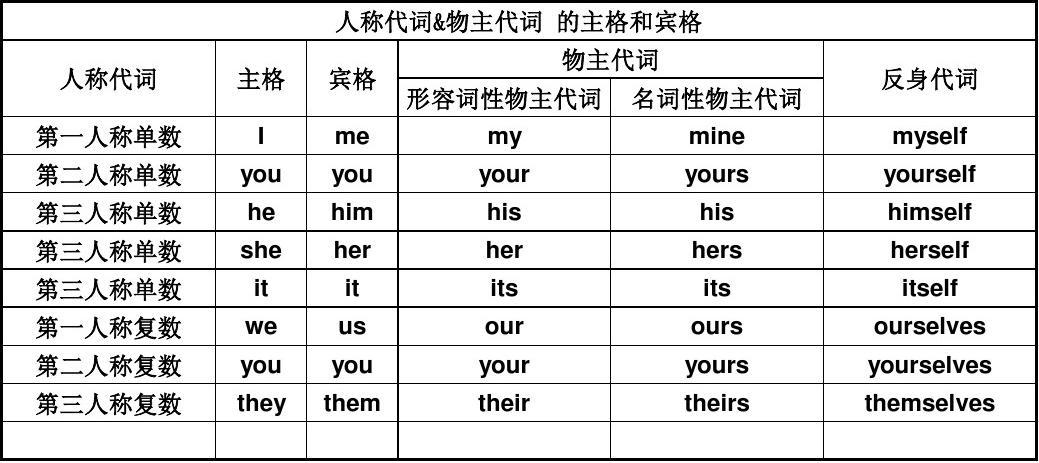 人称代词&物主代词 的主格和宾格
人称代词 主格 宾格 物主代词 反身代词
形容词性物主代词 名词性物主代词
第一人称单数 I me my mine myself
第二人称单数 you you your yours yourself
第三人称单数 he him his his himself
第三人称单数 she her her hers herself
第三人称单数 it it its its itself
第一人称复数 we us our ours ourselves
第二人称复数 you you your yours yourselves
第三人称复数 they them their theirs themselves